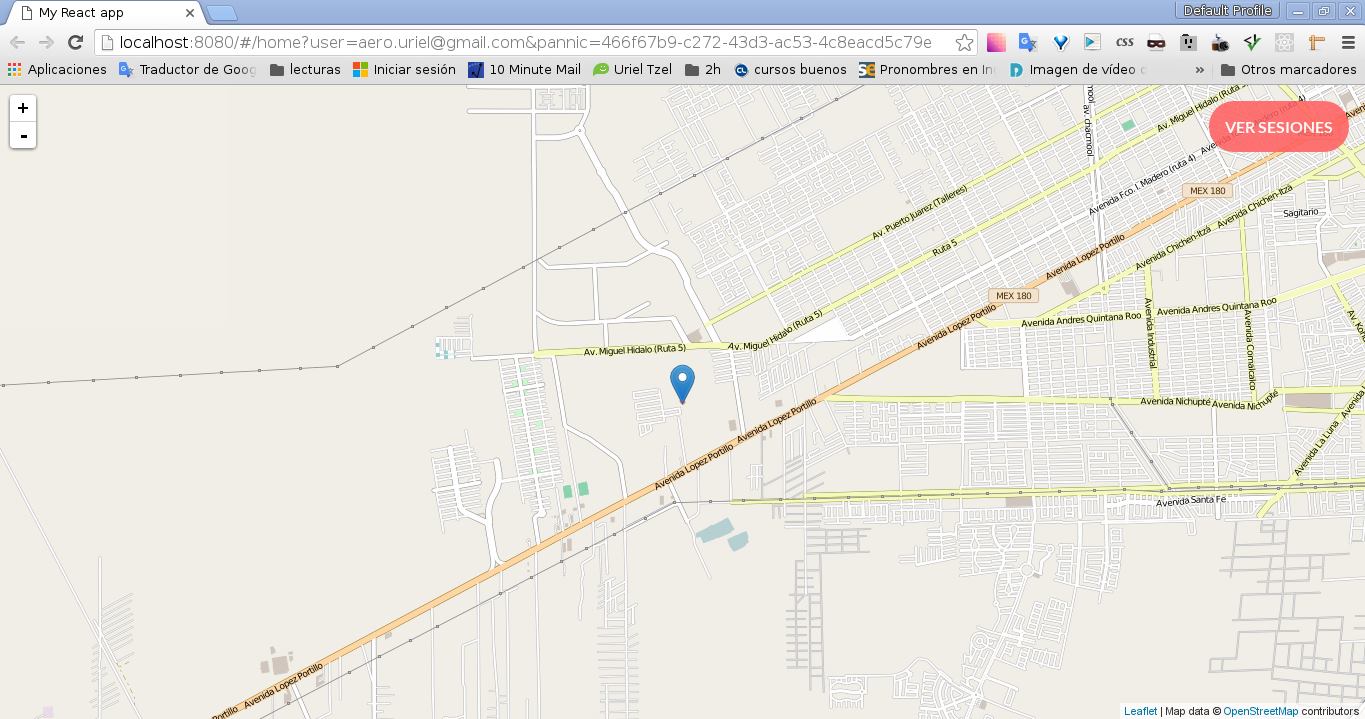 My React app
Default Profile
localhost:8080/#/home?user=aero.uriel@gmail.com&pannic=466f67b9-c272-43d3-ac53-4c8eacd5c79e
css
Aplicaciones
Traductor de Goog
lecturas
Iniciar sesión
10 Minute Mail
Uriel Tzel
2h
cursos buenos
Pronombres en In
Imagen de vídeo
»
Otros marcadores
+
-
VER SESIONES
Av. Miguel Hidalo (Ruta 5)
Avenida Fco. I. Madero (ruta 4)
MEX 180
Sagitario
Avenida Chichen-Itzá
Avenida Chichen-Itzá
Av. Puerto Juarez (Talleres)
Ruta 5
Avenida Lopez Portillo
MEX 180
Avenida Andres Quintana Roo
Avenida Andres Quintana Roo
Avenida Industrial
Avenida Comalcalco
Av. Miguel Hidalo (Ruta 5)
Av. Miguel Hidalo (Ruta 5)
Avenida Lopez Portillo
Avenida Nichupté
Avenida Nichupté
Avenida La Luna
Avenida Lopez Portillo
Avenida Lopez Portillo
Avenida Santa Fe
Avenida Lopez Portillo
Portillo
Leaflet | Map data © OpenStreetMap contributors